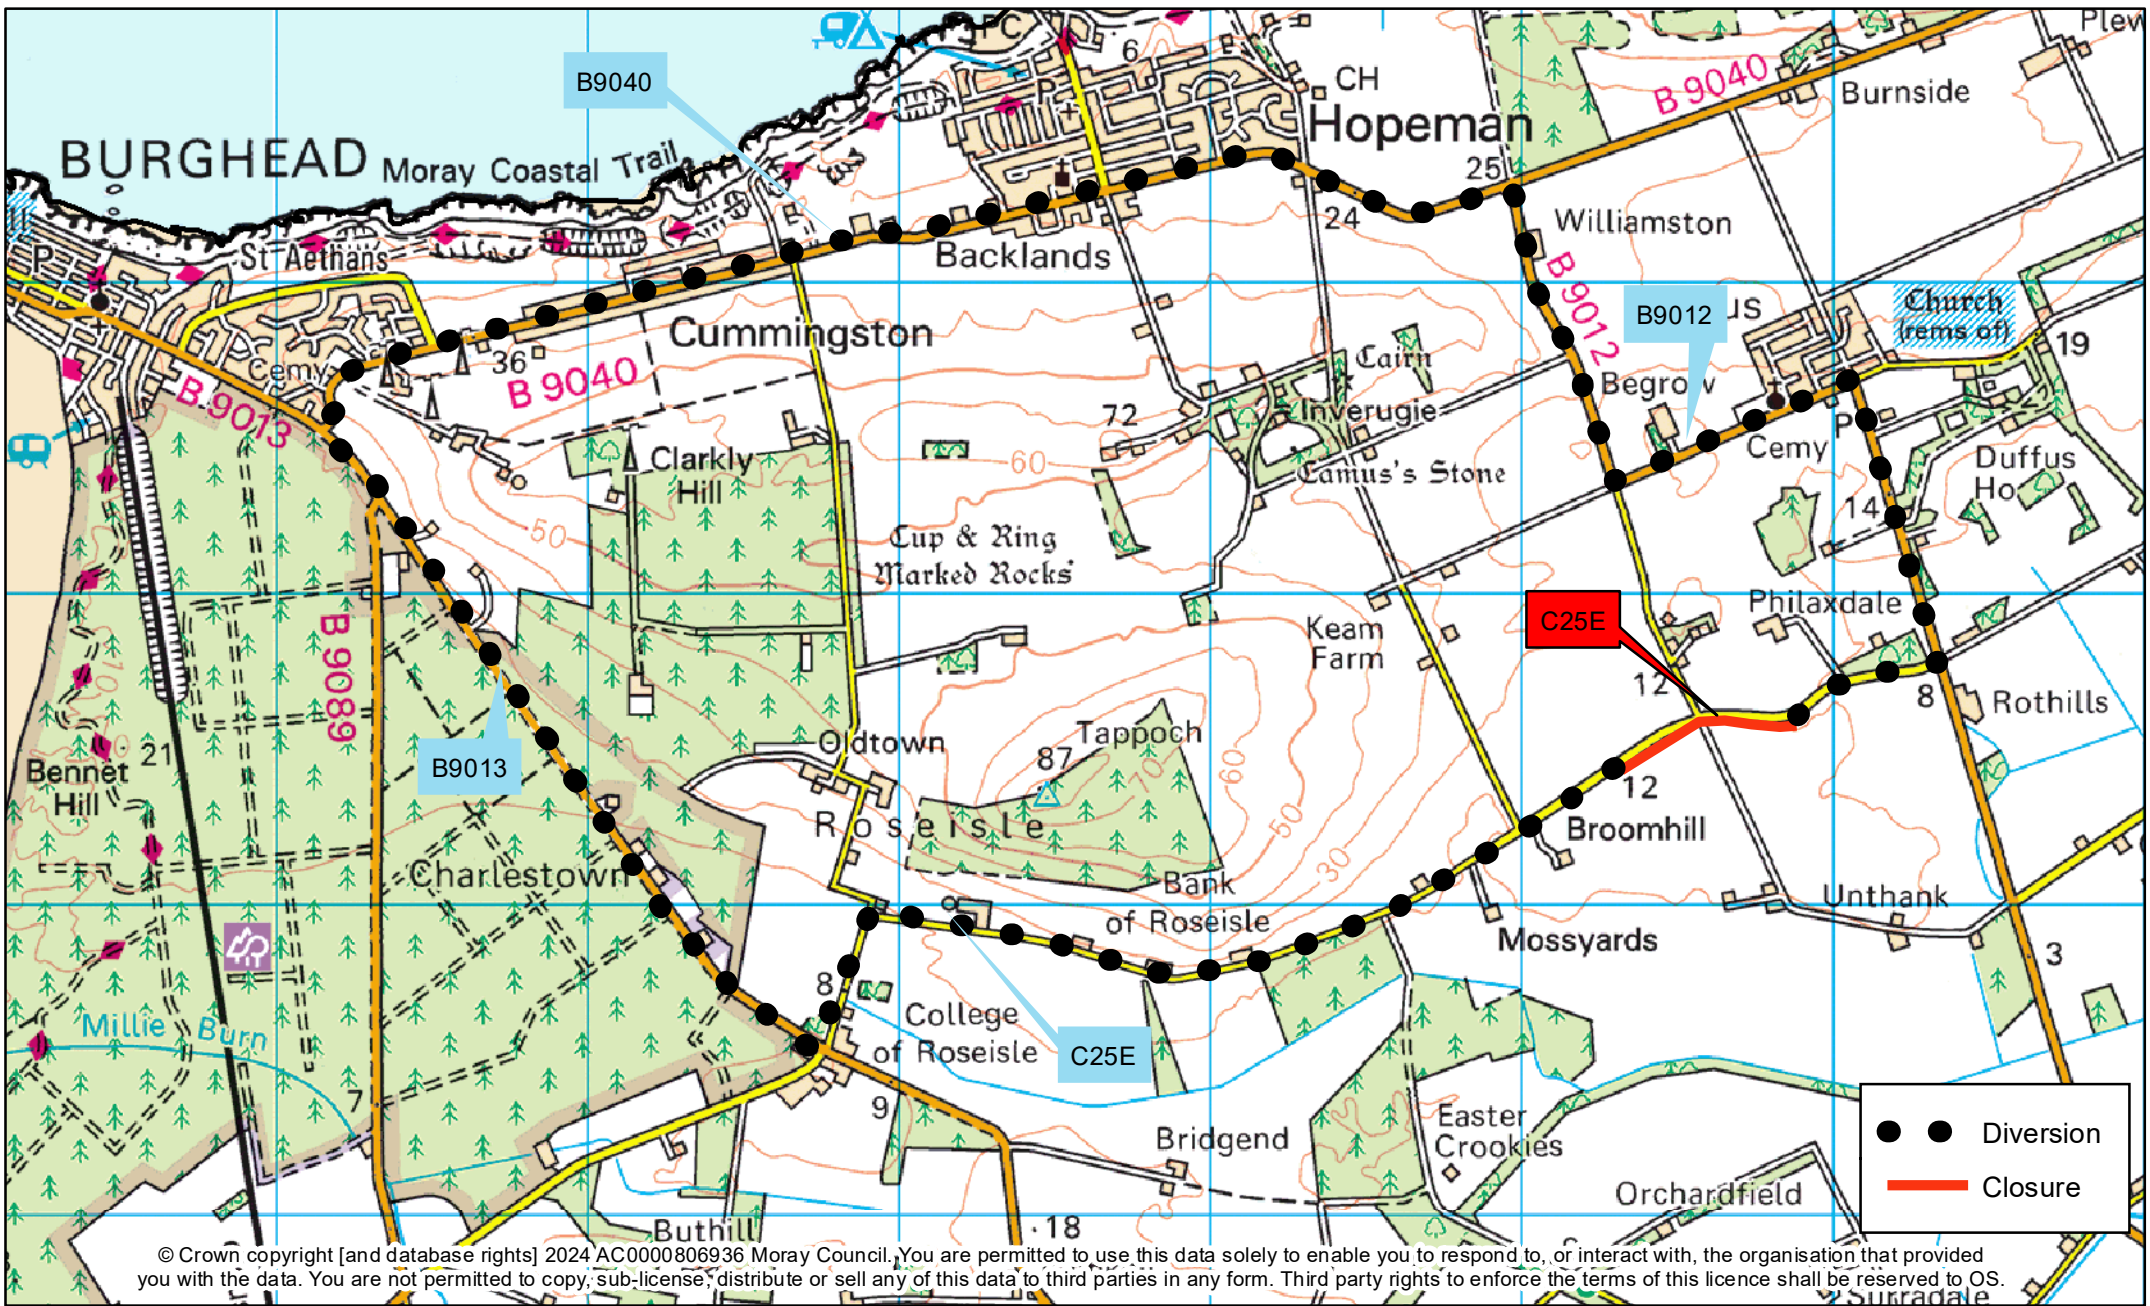 PC
6
B9040
CH
B 9040
Burnside
Hopeman
P
BURGHEAD
Moray Coastal Trail
25
24
Williamston
P
St Aethans
Backlands
B 9012
B9012
us
Church
(rems of)
19
Cummingston
36
Cemy
B 9040
B 9013
Cairn
Begrow
72
Inverugie
P
Cemy
Clarkly
Hill
60
Camus's Stone
Duffus
Ho
14
50
Cup & Ring
Marked Rocks
C25E
Philaxdale
Keam
Farm
B 9089
12
8
Rothills
Tappoch
87
70
60
Oldtown
21
Bennet
Hill
B9013
12
Roseisle
50
Broomhill
30
Charlestown
Bank
of Roseisle
Unthank
Mossyards
3
8
College
of Roseisle
C25E
Millie Burn
7
9
Easter
Crookies
Bridgend
Diversion
Closure
Orchardfield
Buthill
18
© Crown copyright [and database rights] 2024 AC0000806936 Moray Council. You are permitted to use this data solely to enable you to respond to, or interact with, the organisation that provided
you with the data. You are not permitted to copy, sub-license, distribute or sell any of this data to third parties in any form. Third party rights to enforce the terms of this licence shall be reserved to OS.